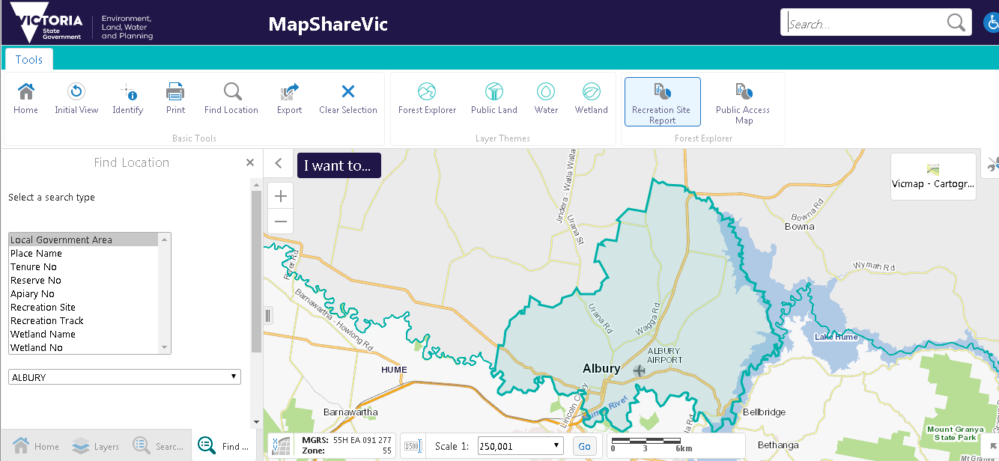 VICTORIA
State
Government
Environment,
Land, Water
and Planning
MapShareVic
Search...
Tools
Home
Initial View
Identify
Print
Find Location
Export
Clear Selection
Basic Tools
Forest Explorer
Public Land
Water
Wetland
Layer Themes
Recreation Site
Report
Public Access
Map
Forest Explorer
Find Location
Select a search type
Local Government Area
Place Name
Tenure No
Reserve No
Apiary No
Recreation Site
Recreation Track
Wetland Name
Wetland No
ALBURY
Home
Layers
Searc...
Find ...
I want to...
Vicmap - Cartogr...
Jindera - Walla Walla
Urana St
Bowna Rd
Bowna
Wymah Rd
River Rd
Barnawartha - Howlong Rd
Urana Rd
Wagga Rd
Lake Hume
ALBURY
AIRPORT
Albury
HUME
Lincoln Cswy
Murray River
Barnawartha
Bellbridge
Bethanga
Mount Granya
State Park
Mt Granya
MGRS: 55H EA 091 277
Zone: 55
1500
Scale 1:
250,001
Go
0 3 6km